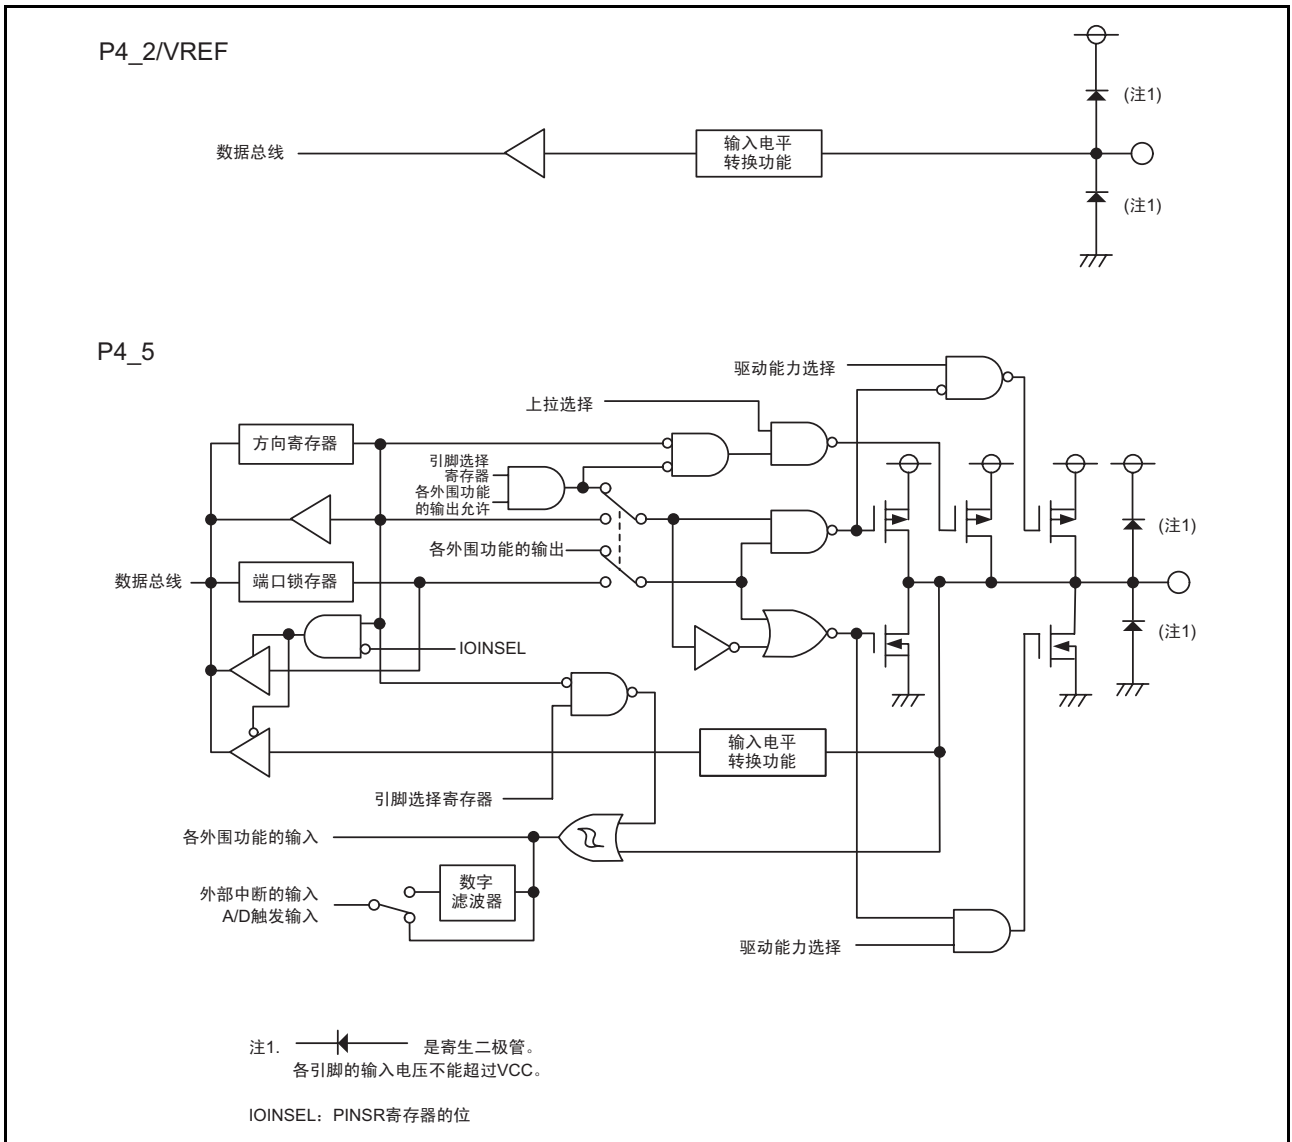 P4_2/VREF
(注1)
数据总线
输入电平
转换功能
(注1)
P4_5
驱动能力选择
上拉选择
方向寄存器
引脚选择
寄存器
各外围功能
的输出允许
(注1)
各外围功能的输出
数据总线
端口锁存器
IOINSEL
(注1)
输入电平
转换功能
引脚选择寄存器
各外围功能的输入
数字
滤波器
外部中断的输入
A/D触发输入
驱动能力选择
注1. 是寄生二极管。
各引脚的输入电压不能超过VCC。
IOINSEL：PINSR寄存器的位